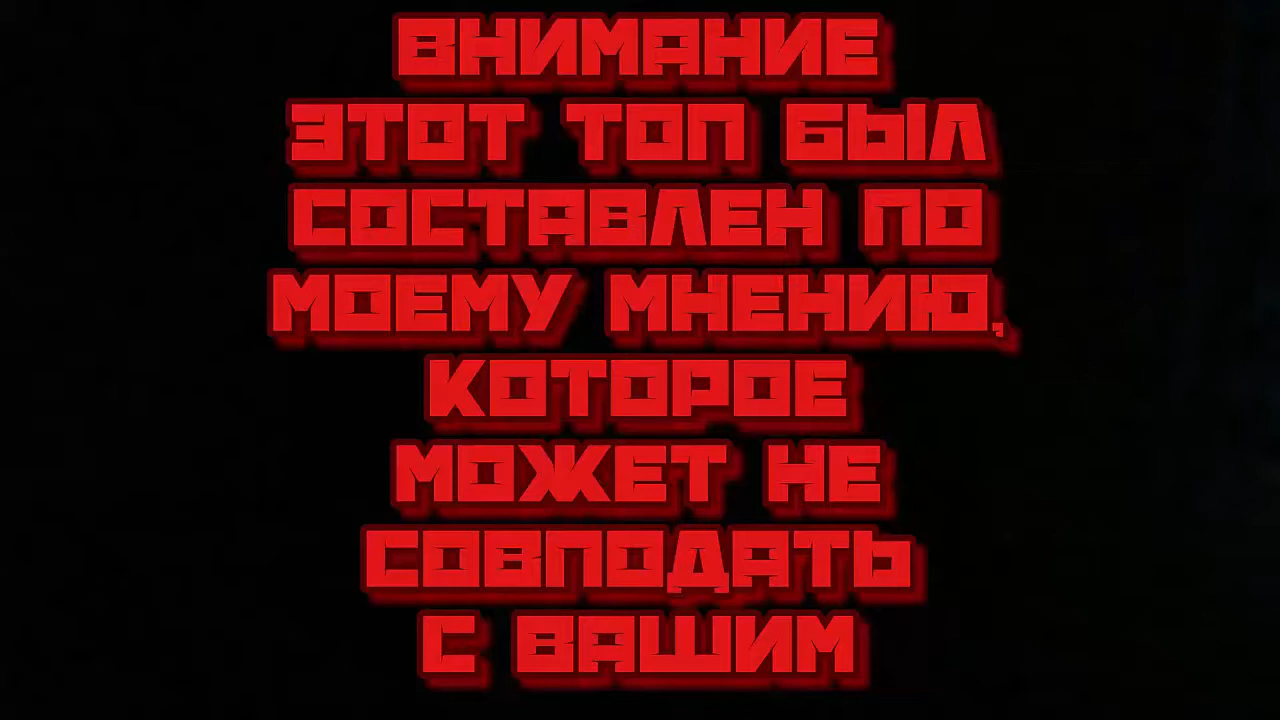 ВНИМАНИЕ
ЭТОТ ТОП БЫЛ
СОСТАВЛЕН ПО
МОЕМУ МНЕНИЮ,
КОТОРОЕ
МОЖЕТ НЕ
СОВПОДАТЬ
С ВАШИМ